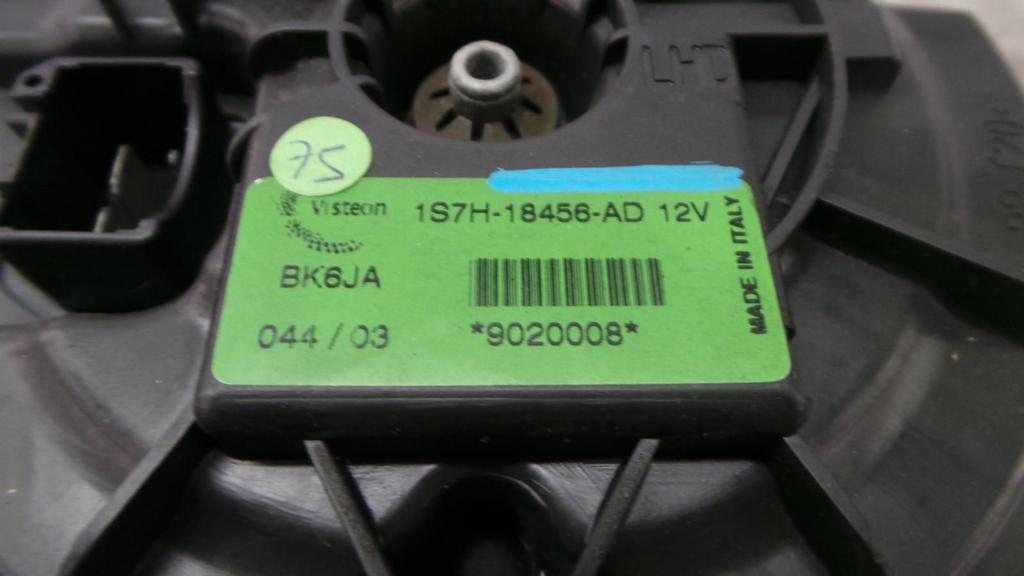 LHD
75
Visteon 1S7H-18456-AD 12V
BK6JA
044 / 03 *9020008*
MADE IN ITALY